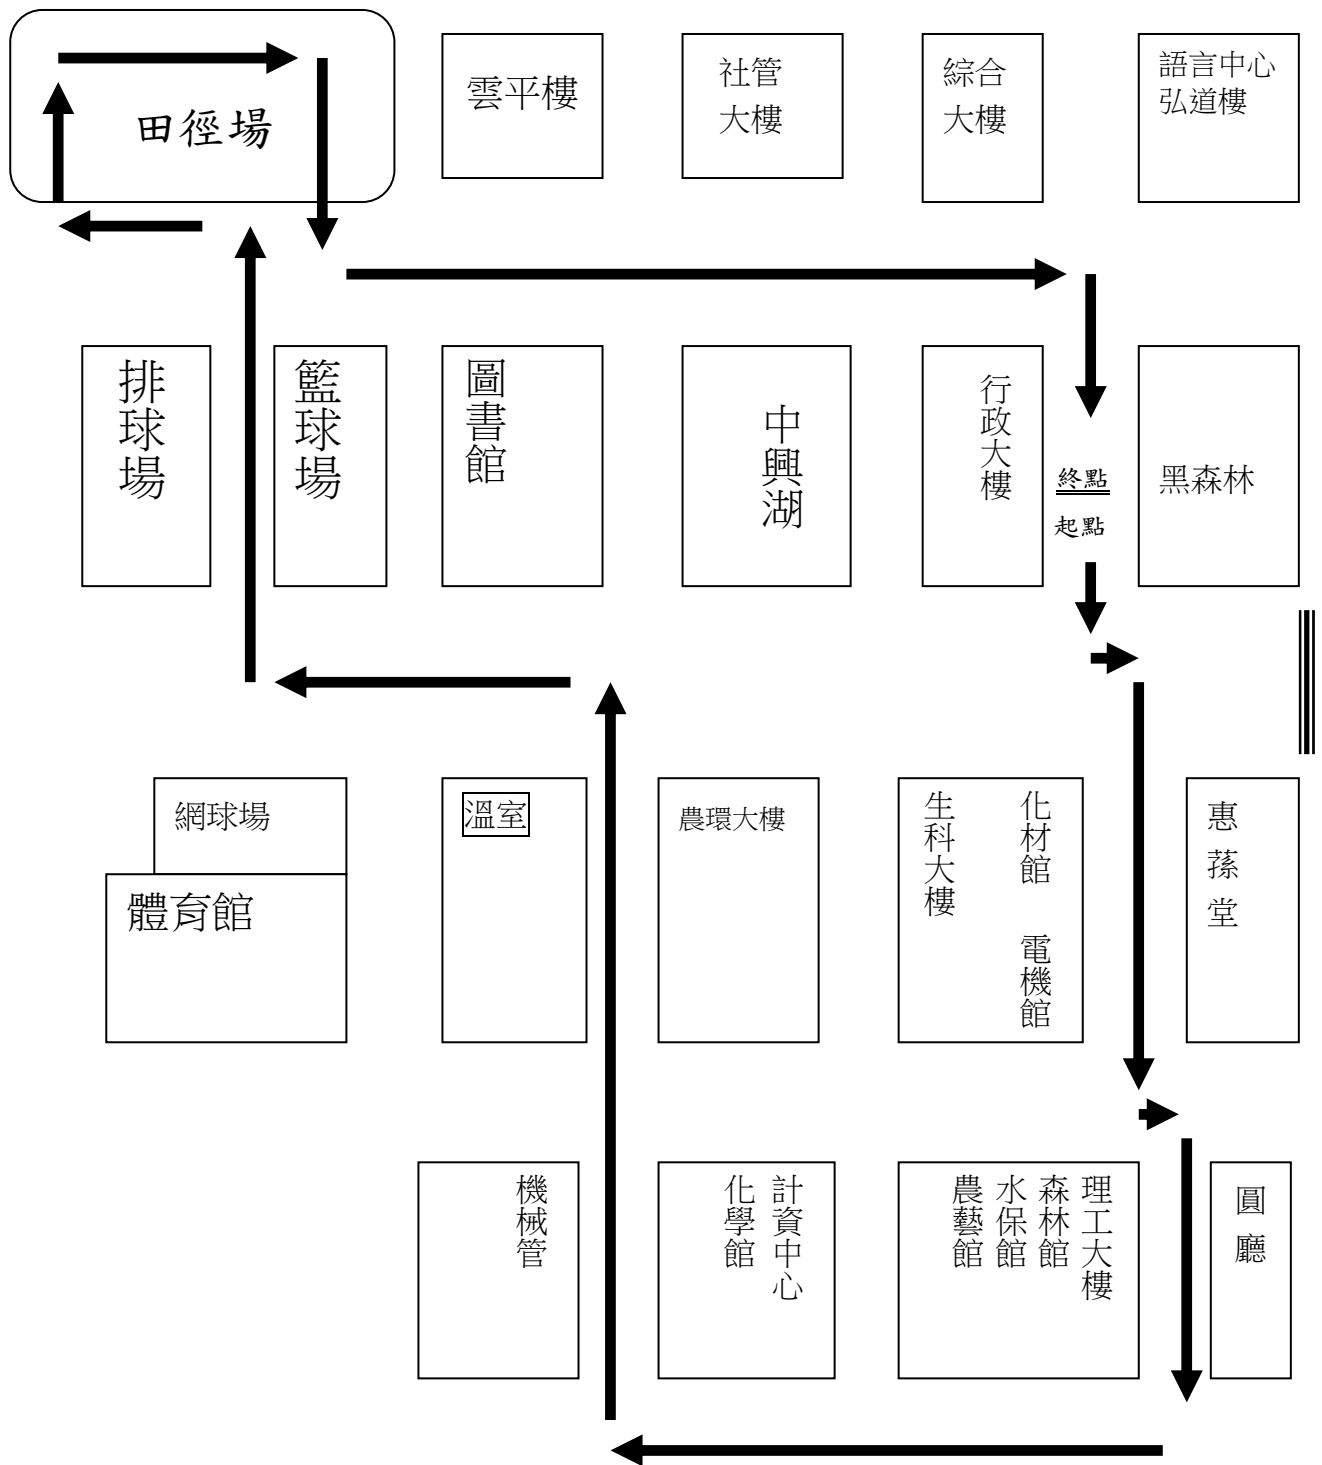 田徑場
雲平樓
社管
大樓
綜合
大樓
語言中心
弘道樓
排球場
籃球場
圖書館
中興湖
行政大樓
終點
起點
黑森林
網球場
體育館
溫室
農環大樓
化材館 電機館
生科大樓
惠
蓀
堂
機械管
計資中心
化學館
理工大樓
森林館
水保館
農藝館
圓
廳